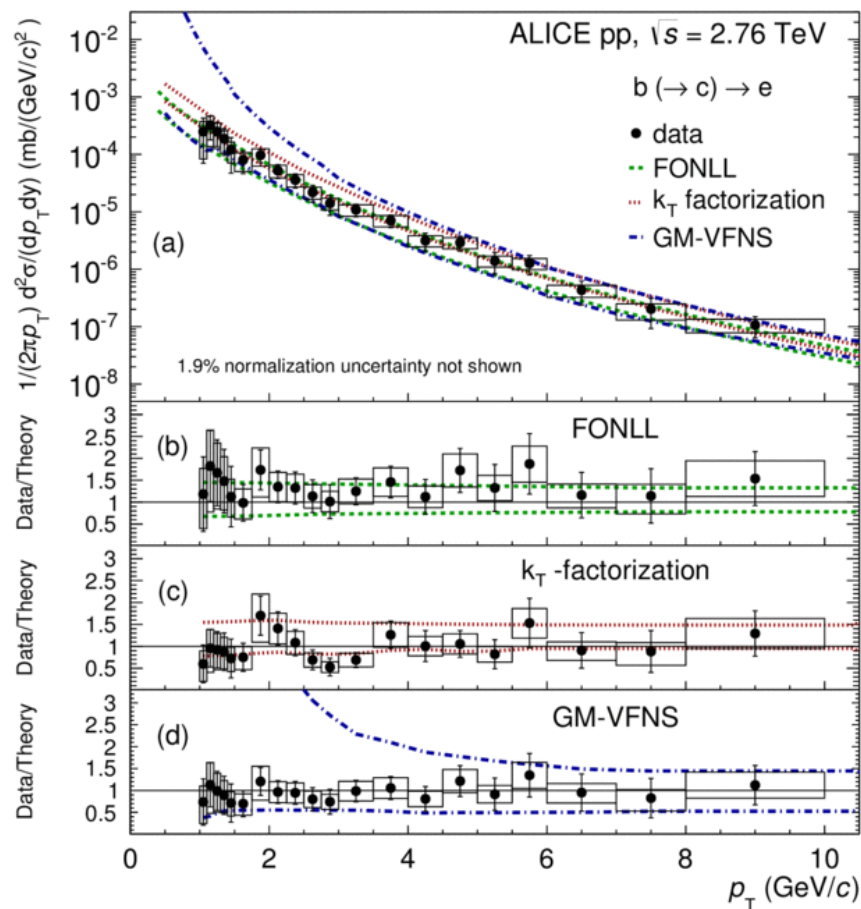 ALICE pp, √s = 2.76 TeV
b (→ c) → e
data
FONLL
k_T factorization
GM-VFNS
(a)
1.9% normalization uncertainty not shown
1/(2πp_T) d²σ/(dp_Tdy) (mb/(GeV/c)²)
10⁻²
10⁻³
10⁻⁴
10⁻⁵
10⁻⁶
10⁻⁷
10⁻⁸
(b)
FONLL
Data/Theory
3
2.5
2
1.5
1
0.5
(c)
k_T -factorization
Data/Theory
3
2.5
2
1.5
1
0.5
(d)
GM-VFNS
Data/Theory
3
2.5
2
1.5
1
0.5
0 2 4 6 8 10
p_T (GeV/c)